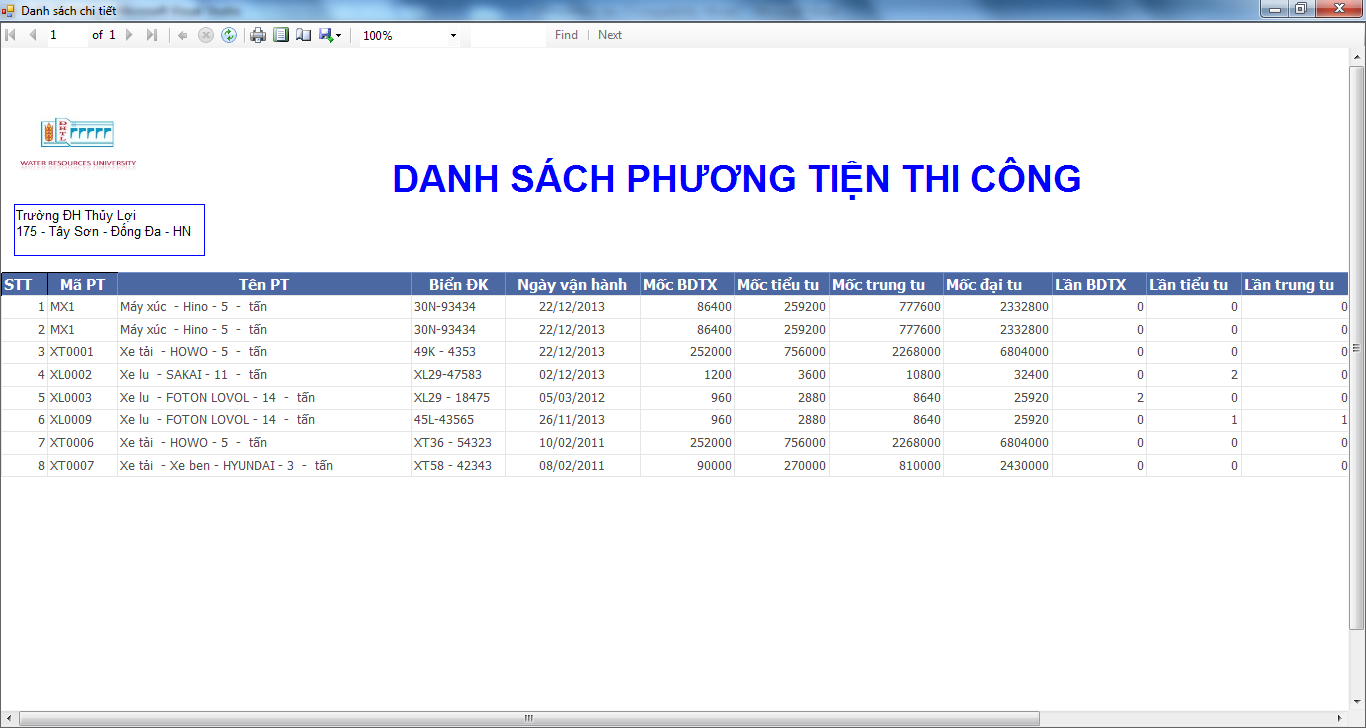 Danh sách chi tiết
1 of 1 100% Find Next
DHTL
WATER RESOURCES UNIVERSITY
DANH SÁCH PHƯƠNG TIỆN THI CÔNG
Trường ĐH Thủy Lợi
175 - Tây Sơn - Đống Đa - HN
STT Mã PT Tên PT Biển ĐK Ngày vận hành Mốc BDTX Mốc tiểu tu Mốc trung tu Mốc đại tu Lần BDTX Lần tiểu tu Lần trung tu
1 MX1 Máy xúc - Hino - 5 - tấn 30N-93434 22/12/2013 86400 259200 777600 2332800 0 0 0
2 MX1 Máy xúc - Hino - 5 - tấn 30N-93434 22/12/2013 86400 259200 777600 2332800 0 0 0
3 XT0001 Xe tải - HOWO - 5 - tấn 49K - 4353 22/12/2013 252000 756000 2268000 6804000 0 0 0
4 XL0002 Xe lu - SAKAI - 11 - tấn XL29-47583 02/12/2013 1200 3600 10800 32400 0 2 0
5 XL0003 Xe lu - FOTON LOVOL - 14 - tấn XL29 - 18475 05/03/2012 960 2880 8640 25920 2 0 0
6 XL0009 Xe lu - FOTON LOVOL - 14 - tấn 45L-43565 26/11/2013 960 2880 8640 25920 0 1 1
7 XT0006 Xe tải - HOWO - 5 - tấn XT36 - 54323 10/02/2011 252000 756000 2268000 6804000 0 0 0
8 XT0007 Xe tải - Xe ben - HYUNDAI - 3 - tấn XT58 - 42343 08/02/2011 90000 270000 810000 2430000 0 0 0